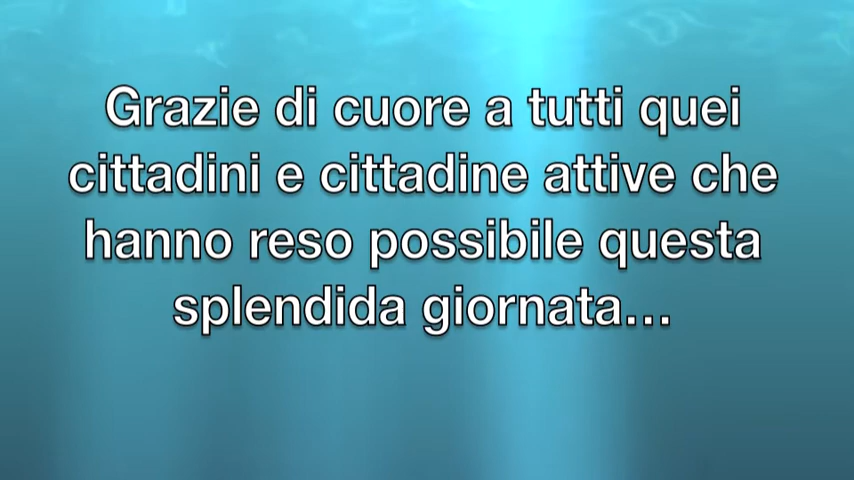 Grazie di cuore a tutti quei
cittadini e cittadine attive che
hanno reso possibile questa
splendida giornata...